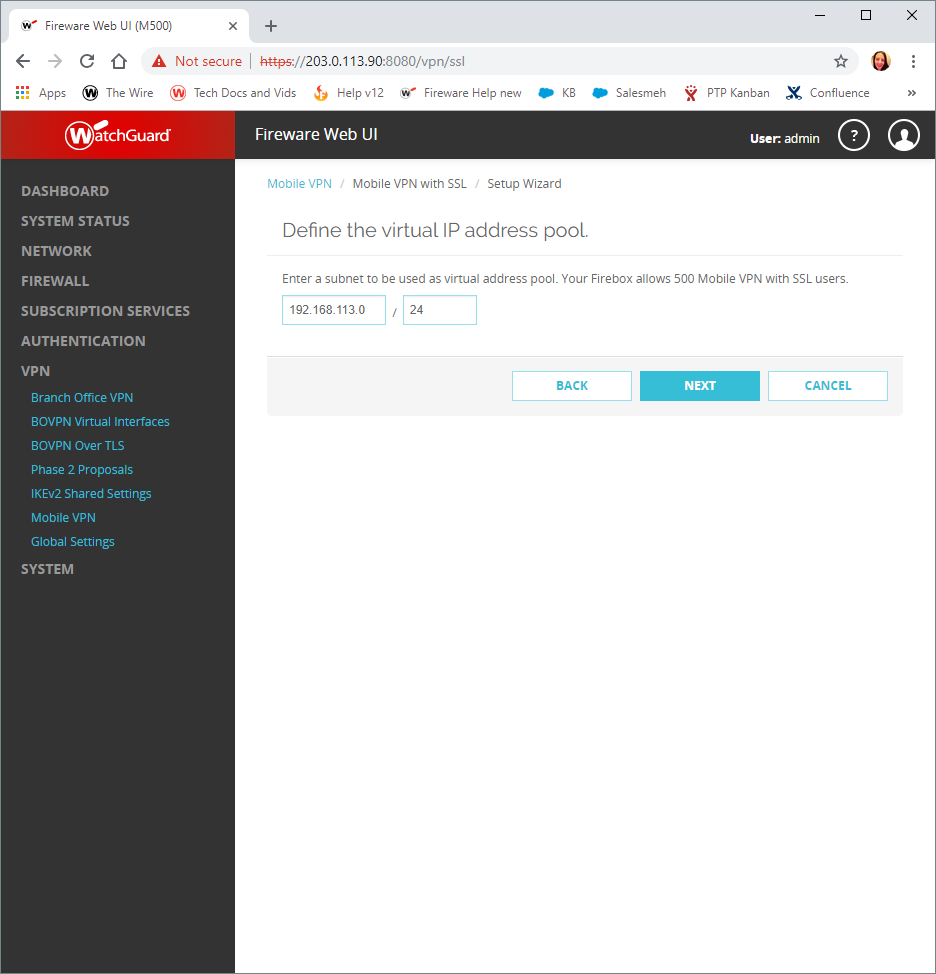 Fireware Web UI (M500)
Not secure https://203.0.113.90:8080/vpn/ssl
Apps The Wire Tech Docs and Vids Help v12 Fireware Help new KB Salesmeh PTP Kanban Confluence »
WatchGuard Fireware Web UI User: admin ?
Mobile VPN / Mobile VPN with SSL / Setup Wizard
DASHBOARD
SYSTEM STATUS
NETWORK
FIREWALL
SUBSCRIPTION SERVICES
AUTHENTICATION
VPN
Branch Office VPN
BOVPN Virtual Interfaces
BOVPN Over TLS
Phase 2 Proposals
IKEv2 Shared Settings
Mobile VPN
Global Settings
SYSTEM
Define the virtual IP address pool.
Enter a subnet to be used as virtual address pool. Your Firebox allows 500 Mobile VPN with SSL users.
192.168.113.0 / 24
BACK NEXT CANCEL